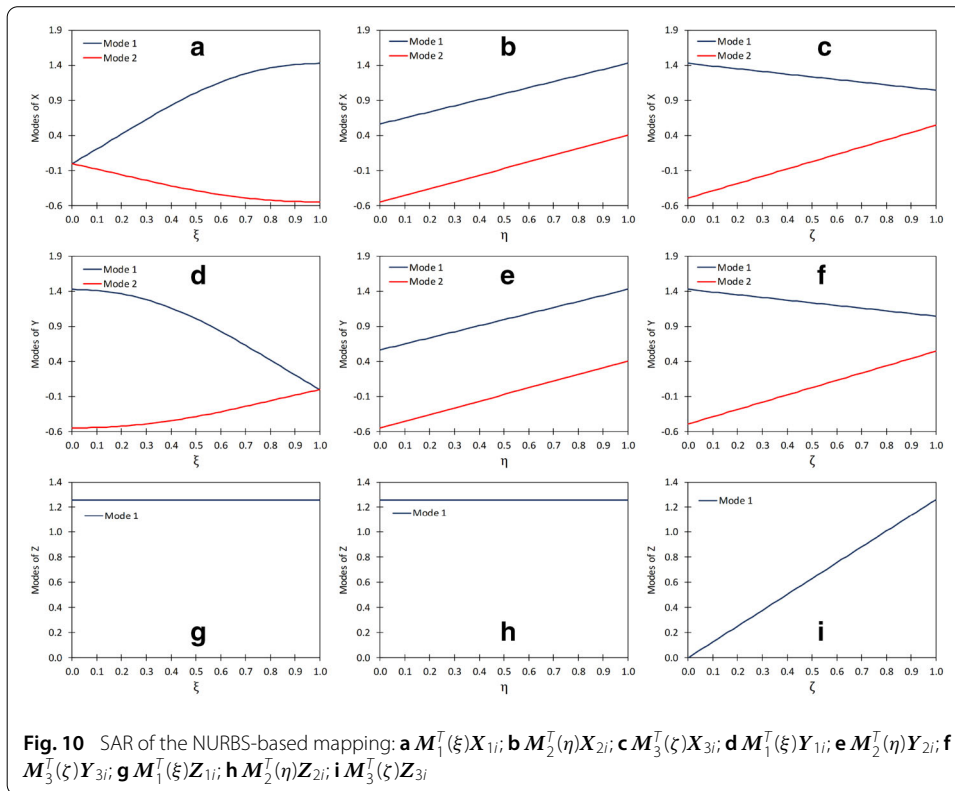 a
Mode 1
Mode 2
Modes of X
1.9
1.4
0.9
0.4
-0.1
-0.6
0.0 0.1 0.2 0.3 0.4 0.5 0.6 0.7 0.8 0.9 1.0
ξ
b
Mode 1
Mode 2
Modes of X
1.9
1.4
0.9
0.4
-0.1
-0.6
0.0 0.1 0.2 0.3 0.4 0.5 0.6 0.7 0.8 0.9 1.0
η
c
Mode 1
Mode 2
Modes of X
1.9
1.4
0.9
0.4
-0.1
-0.6
0.0 0.1 0.2 0.3 0.4 0.5 0.6 0.7 0.8 0.9 1.0
ζ
d
Mode 1
Mode 2
Modes of Y
1.9
1.4
0.9
0.4
-0.1
-0.6
0.0 0.1 0.2 0.3 0.4 0.5 0.6 0.7 0.8 0.9 1.0
ξ
e
Mode 1
Mode 2
Modes of Y
1.9
1.4
0.9
0.4
-0.1
-0.6
0.0 0.1 0.2 0.3 0.4 0.5 0.6 0.7 0.8 0.9 1.0
η
f
Mode 1
Mode 2
Modes of Y
1.9
1.4
0.9
0.4
-0.1
-0.6
0.0 0.1 0.2 0.3 0.4 0.5 0.6 0.7 0.8 0.9 1.0
ζ
Mode 1
Modes of Z
1.4
1.2
1.0
0.8
0.6
0.4
0.2
0.0
g
0.0 0.1 0.2 0.3 0.4 0.5 0.6 0.7 0.8 0.9 1.0
ξ
Mode 1
Modes of Z
1.4
1.2
1.0
0.8
0.6
0.4
0.2
0.0
h
0.0 0.1 0.2 0.3 0.4 0.5 0.6 0.7 0.8 0.9 1.0
η
Mode 1
Modes of Z
1.4
1.2
1.0
0.8
0.6
0.4
0.2
0.0
i
0.0 0.1 0.2 0.3 0.4 0.5 0.6 0.7 0.8 0.9 1.0
ζ
Fig. 10 SAR of the NURBS-based mapping: a M₁ᵀ(ξ)X₁ᵢ; b M₂ᵀ(η)X₂ᵢ; c M₃ᵀ(ζ)X₃ᵢ; d M₁ᵀ(ξ)Y₁ᵢ; e M₂ᵀ(η)Y₂ᵢ; f
M₃ᵀ(ζ)Y₃ᵢ; g M₁ᵀ(ξ)Z₁ᵢ; h M₂ᵀ(η)Z₂ᵢ; i M₃ᵀ(ζ)Z₃ᵢ